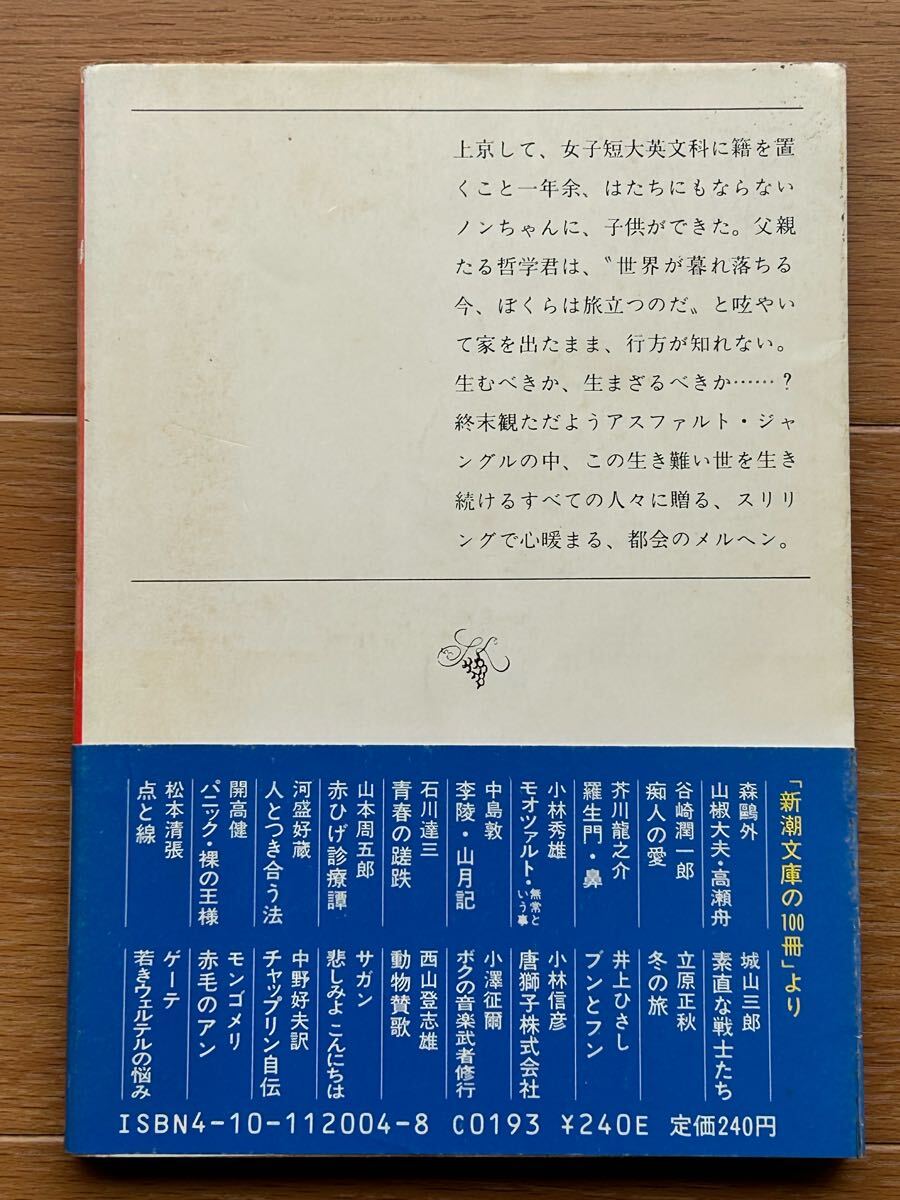 上京して、女子短大英文科に籍を置
くこと一年余、はたちにもならない
ノンちゃんに、子供ができた。父親
たる哲学君は、〝世界が暮れ落ちる
今、ぼくらは旅立つのだ〟と呟やい
て家を出たまま、行方が知れない。
生むべきか、生まざるべきか……？
終末観ただようアスファルト・ジャ
ングルの中、この生き難い世を生き
続けるすべての人々に贈る、スリリ
ングで心暖まる、都会のメルヘン。
「新潮文庫の100冊」より
森鷗外
山椒大夫・高瀬舟
谷崎潤一郎
痴人の愛
芥川龍之介
羅生門・鼻
小林秀雄
モオツァルト・無常という事
中島敦
李陵・山月記
石川達三
青春の蹉跌
山本周五郎
赤ひげ診療譚
河盛好蔵
人とつき合う法
開高健
パニック・裸の王様
松本清張
点と線
城山三郎
素直な戦士たち
立原正秋
冬の旅
井上ひさし
ブンとフン
小林信彦
唐獅子株式会社
小澤征爾
ボクの音楽武者修行
西山登志雄
動物賛歌
サガン
悲しみよ こんにちは
中野好夫訳
チャップリン自伝
モンゴメリ
赤毛のアン
ゲーテ
若きウェルテルの悩み
ISBN4-10-112004-8 C0193 ¥240E 定価240円